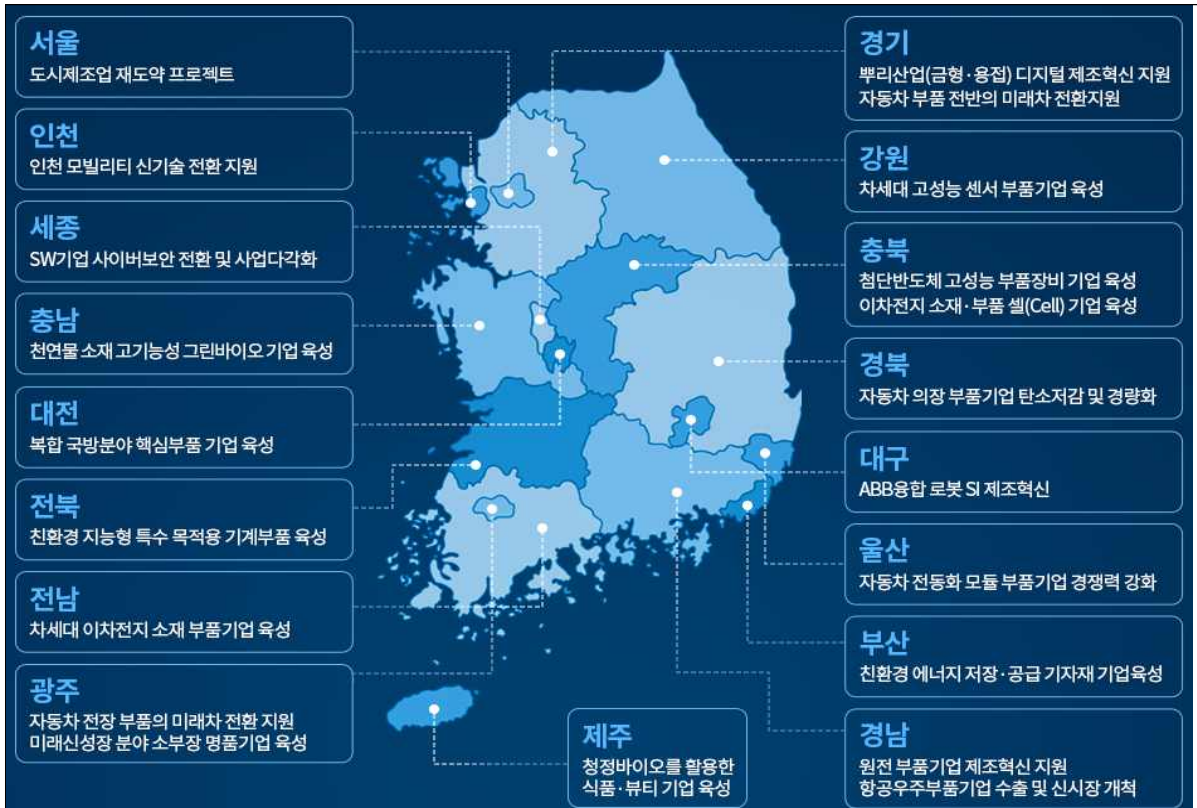 서울
도시제조업 재도약 프로젝트
인천
인천 모빌리티 신기술 전환 지원
세종
SW기업 사이버보안 전환 및 사업다각화
충남
천연물 소재 고기능성 그린바이오 기업 육성
대전
복합 국방분야 핵심부품 기업 육성
전북
친환경 지능형 특수 목적용 기계부품 육성
전남
차세대 이차전지 소재 부품기업 육성
광주
자동차 전장 부품의 미래차 전환 지원
미래신성장 분야 소부장 명품기업 육성
제주
청정바이오를 활용한
식품·뷰티 기업 육성
경기
뿌리산업(금형·용접) 디지털 제조혁신 지원
자동차 부품 전반의 미래차 전환지원
강원
차세대 고성능 센서 부품기업 육성
충북
첨단반도체 고성능 부품장비 기업 육성
이차전지 소재·부품 셀(Cell) 기업 육성
경북
자동차 의장 부품기업 탄소저감 및 경량화
대구
ABB융합 로봇 SI 제조혁신
울산
자동차 전동화 모듈 부품기업 경쟁력 강화
부산
친환경 에너지 저장·공급 기자재 기업육성
경남
원전 부품기업 제조혁신 지원
항공우주부품기업 수출 및 신시장 개척